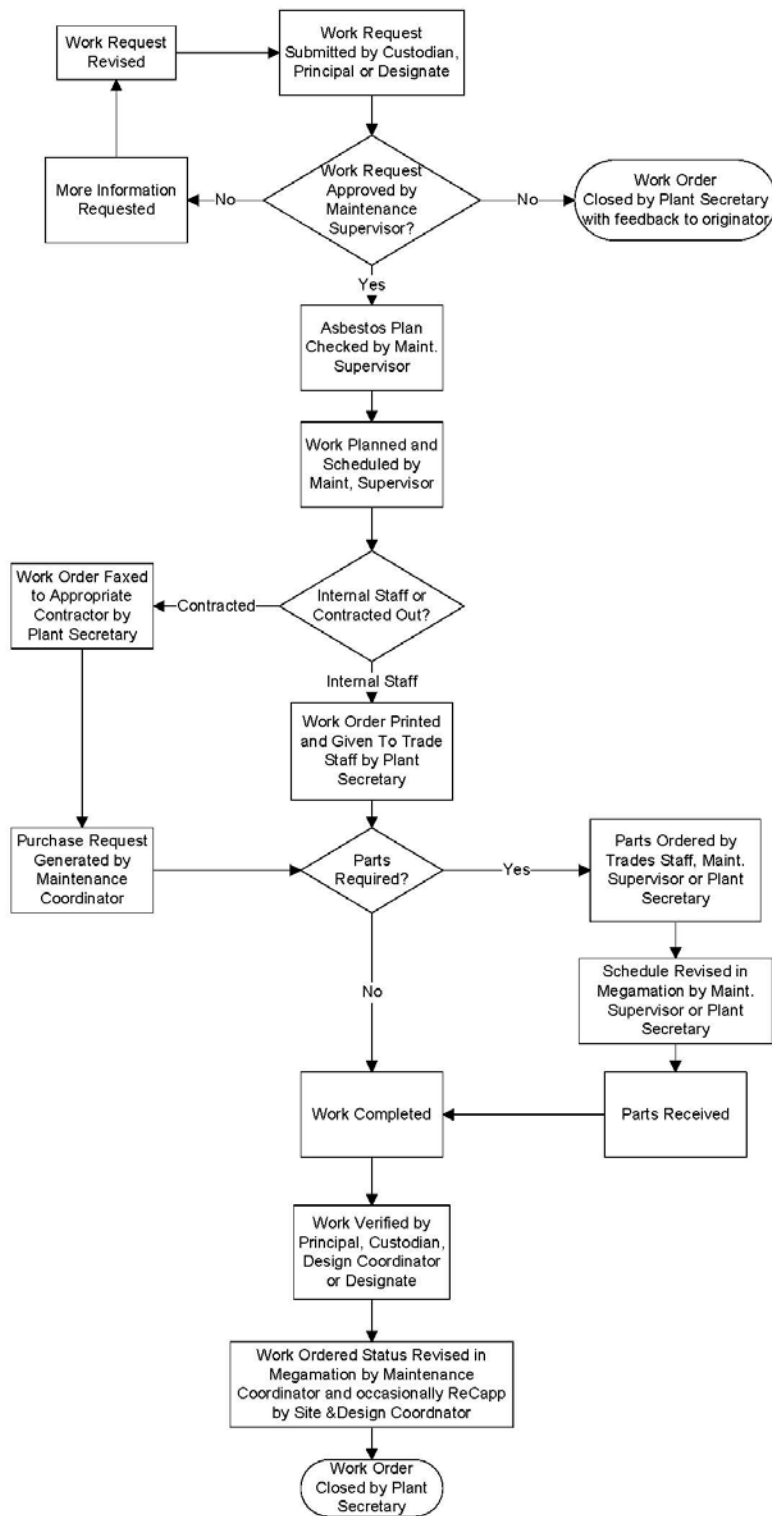 Work Request
Revised
Work Request
Submitted by Custodian,
Principal or Designate
More Information
Requested
No
Work Request
Approved by
Maintenance
Supervisor?
No
Work Order
Closed by Plant Secretary
with feedback to originator
Yes
Asbestos Plan
Checked by Maint.
Supervisor
Work Planned and
Scheduled by
Maint, Supervisor
Work Order Faxed
to Appropriate
Contractor by
Plant Secretary
Contracted
Internal Staff or
Contracted Out?
Internal Staff
Work Order Printed
and Given To Trade
Staff by Plant
Secretary
Purchase Request
Generated by
Maintenance
Coordinator
Parts
Required?
Yes
Parts Ordered by
Trades Staff, Maint.
Supervisor or Plant
Secretary
No
Schedule Revised in
Megamation by Maint.
Supervisor or Plant
Secretary
Work Completed
Parts Received
Work Verified by
Principal, Custodian,
Design Coordinator
or Designate
Work Ordered Status Revised in
Megamation by Maintenance
Coordinator and occasionally ReCapp
by Site &Design Coordnator
Work Order
Closed by Plant
Secretary